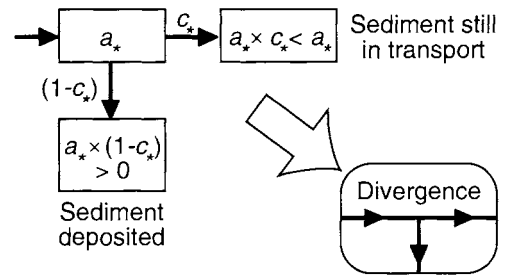 a*
c*
a* × c* < a*
Sediment still
in transport
(1-c*)
a* × (1-c*)
> 0
Sediment
deposited
Divergence